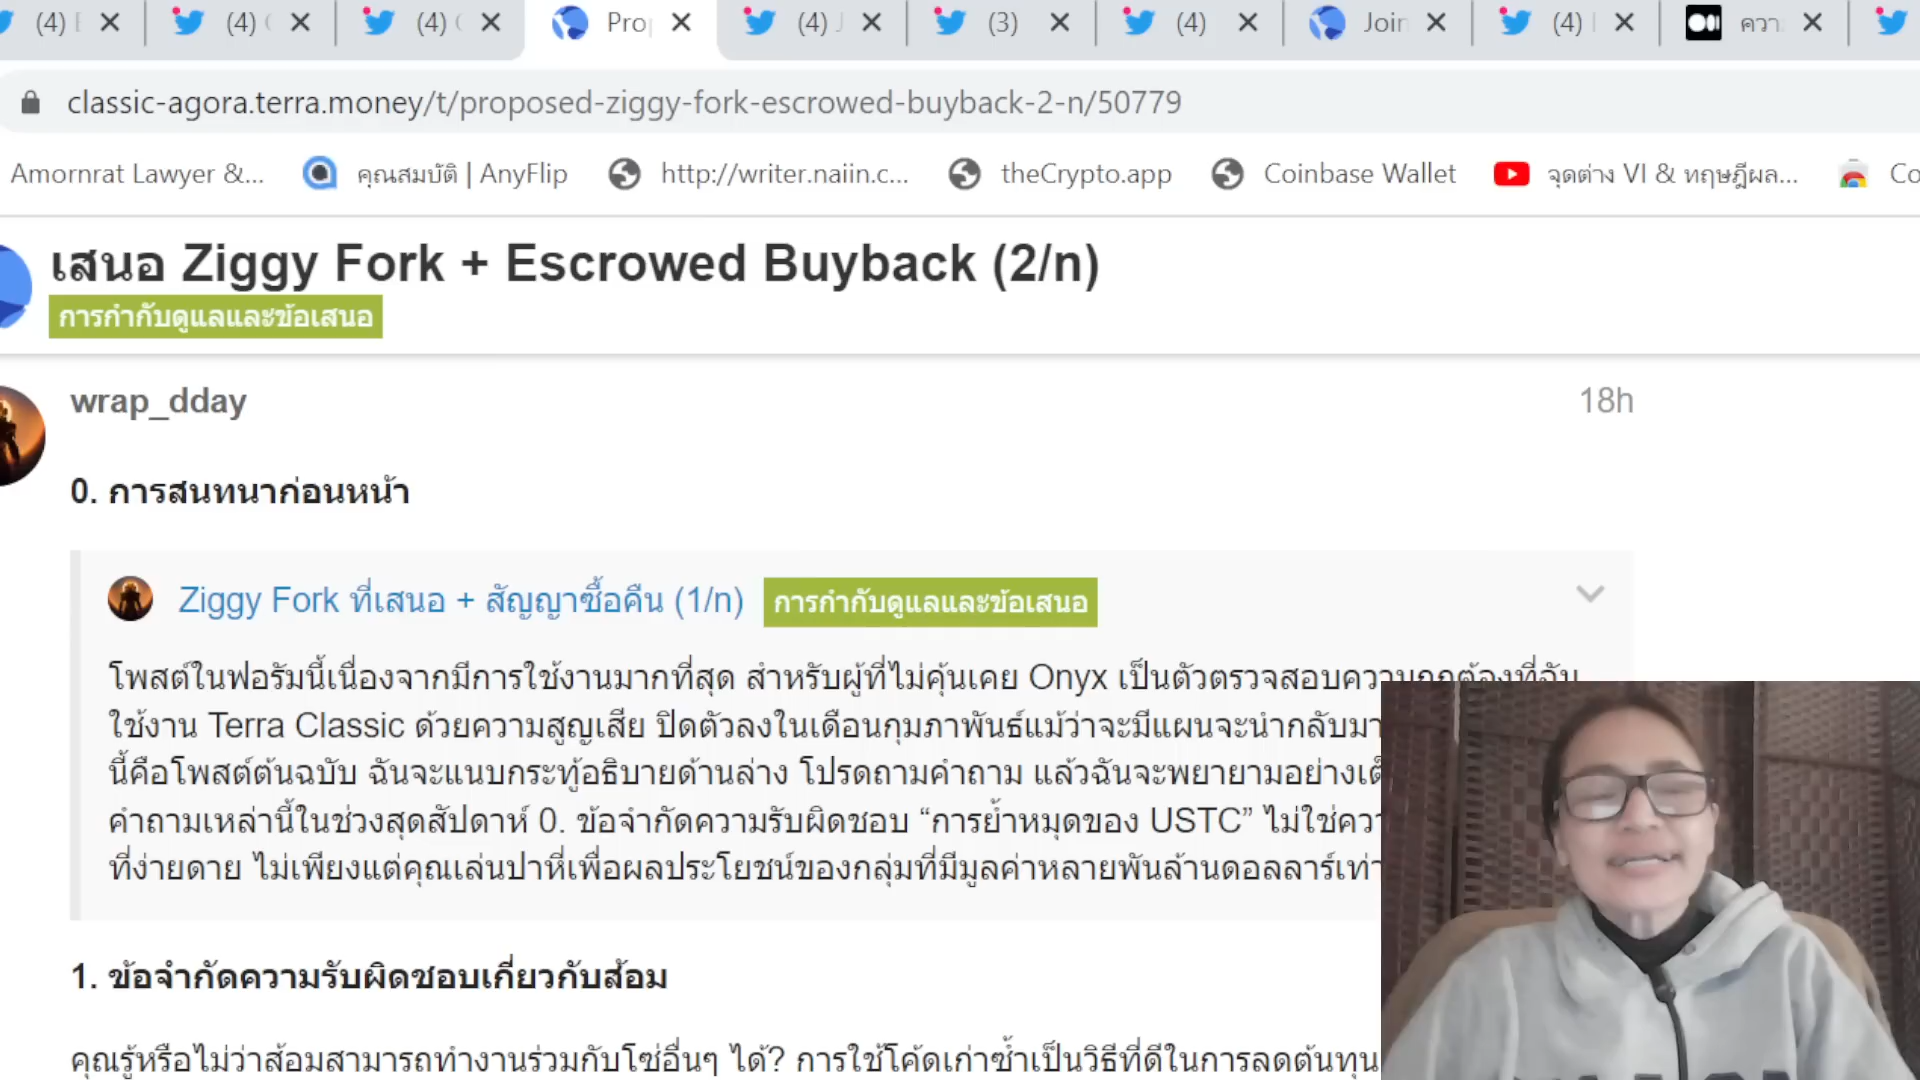 (4) (4) (4) Pro (4) J (3) (4) Join (4) ควา
classic-agora.terra.money/t/proposed-ziggy-fork-escrowed-buyback-2-n/50779
Amornrat Lawyer &... คุณสมบัติ | AnyFlip http://writer.naiin.c... theCrypto.app Coinbase Wallet จุดต่าง VI & ทฤษฎีผล... Co
เสนอ Ziggy Fork + Escrowed Buyback (2/n)
การกำกับดูแลและข้อเสนอ
wrap_dday 18h
0. การสนทนาก่อนหน้า
Ziggy Fork ที่เสนอ + สัญญาซื้อคืน (1/n) การกำกับดูแลและข้อเสนอ
โพสต์ในฟอรัมนี้เนื่องจากมีการใช้งานมากที่สุด สำหรับผู้ที่ไม่คุ้นเคย Onyx เป็นตัวตรวจสอบความถูกต้องที่ฉัน
ใช้งาน Terra Classic ด้วยความสูญเสีย ปิดตัวลงในเดือนกุมภาพันธ์แม้ว่าจะมีแผนจะนำกลับมา
นี้คือโพสต์ต้นฉบับ ฉันจะแนบกระทู้อธิบายด้านล่าง โปรดถามคำถาม แล้วฉันจะพยายามอย่างเต็
คำถามเหล่านี้ในช่วงสุดสัปดาห์ 0. ข้อจำกัดความรับผิดชอบ “การย้ำหมุดของ USTC” ไม่ใช่ควา
ที่ง่ายดาย ไม่เพียงแต่คุณเล่นปาหี่เพื่อผลประโยชน์ของกลุ่มที่มีมูลค่าหลายพันล้านดอลลาร์เท่า
1. ข้อจำกัดความรับผิดชอบเกี่ยวกับส้อม
คุณรู้หรือไม่ว่าส้อมสามารถทำงานร่วมกับโซ่อื่นๆ ได้? การใช้โค้ดเก่าซ้ำเป็นวิธีที่ดีในการลดต้นทุน